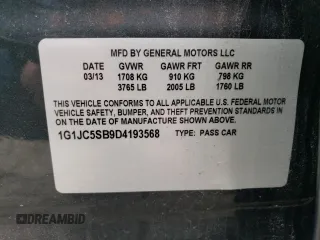 MFD BY GENERAL MOTORS LLC
DATE GVWR GAWR FRT GAWR RR
03/13 1708 KG 910 KG 798 KG
3765 LB 2005 LB 1760 LB
THIS VEHICLE CONFORMS TO ALL APPLICABLE U.S. FEDERAL MOTOR
VEHICLE SAFETY, BUMPER, AND THEFT PREVENTION STANDARDS
IN EFFECT ON THE DATE OF MANUFACTURE SHOWN ABOVE.
1G1JC5SB9D4193568 TYPE: PASS CAR
DREAMBID